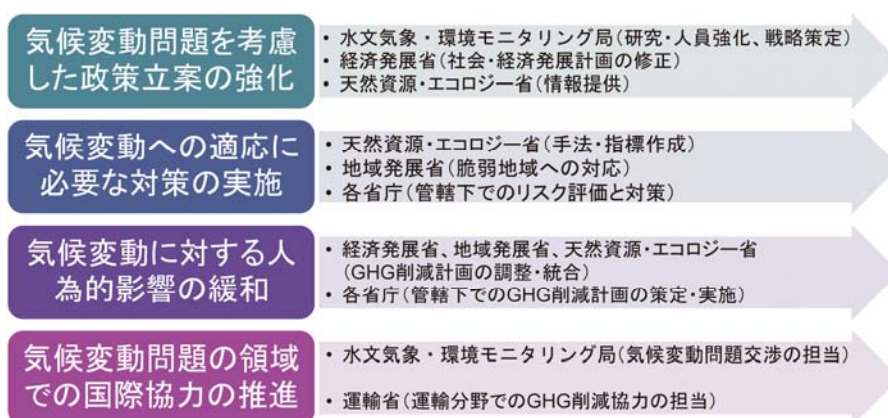 気候変動問題を考慮
した政策立案の強化
・水文気象・環境モニタリング局(研究・人員強化、戦略策定)
・経済発展省(社会・経済発展計画の修正)
・天然資源・エコロジー省(情報提供)
気候変動への適応に
必要な対策の実施
・天然資源・エコロジー省(手法・指標作成)
・地域発展省(脆弱地域への対応)
・各省庁(管轄下でのリスク評価と対策)
気候変動に対する人
為的影響の緩和
・経済発展省、地域発展省、天然資源・エコロジー省
(GHG削減計画の調整・統合)
・各省庁(管轄下でのGHG削減計画の策定・実施)
気候変動問題の領域
での国際協力の推進
・水文気象・環境モニタリング局(気候変動問題交渉の担当)
・運輸省(運輸分野でのGHG削減協力の担当)